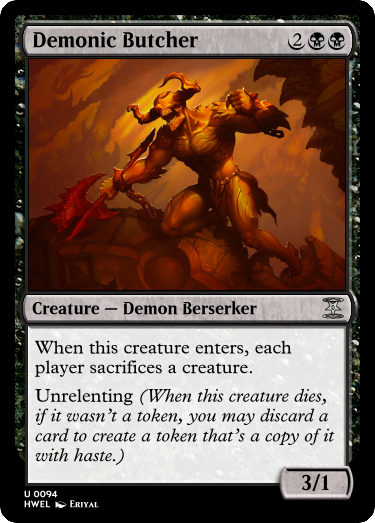 Demonic Butcher 2
Creature — Demon Berserker
When this creature enters, each
player sacrifices a creature.
Unrelenting (When this creature dies,
if it wasn't a token, you may discard a
card to create a token that's a copy of it
with haste.)
3/1
U 0094
HWEL Eriyal